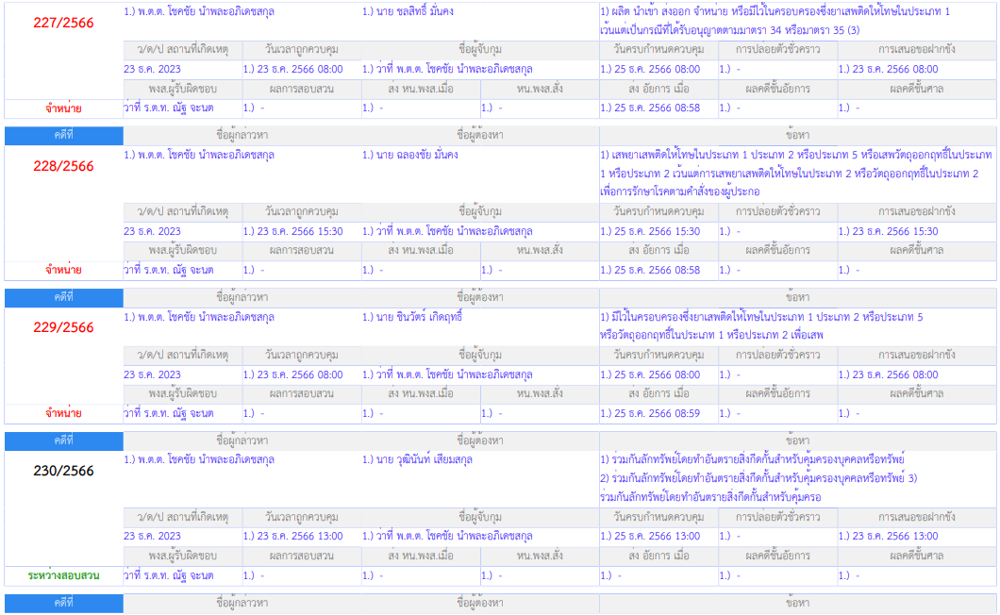 227/2566 1.) พ.ต.ต. โชคชัย นำพละอภิเดชสกุล 1.) นาย ชลสิทธิ์ มั่นคง 1) ผลิต นำเข้า ส่งออก จำหน่าย หรือมีไว้ในครอบครองซึ่งยาเสพติดให้โทษในประเภท 1
เว้นแต่เป็นกรณีที่ได้รับอนุญาตตามมาตรา 34 หรือมาตรา 35 (3)
ว/ด/ป สถานที่เกิดเหตุ วันเวลาถูกควบคุม ชื่อผู้จับกุม วันครบกำหนดควบคุม การปล่อยตัวชั่วคราว การเสนอขอฝากขัง
23 ธ.ค. 2023 1.) 23 ธ.ค. 2566 08:00 1.) ว่าที่ พ.ต.ต. โชคชัย นำพละอภิเดชสกุล 1.) 25 ธ.ค. 2566 08:00 1.) - 1.) 23 ธ.ค. 2566 08:00
พงส.ผู้รับผิดชอบ ผลการสอบสวน ส่ง หน.พงส.เมื่อ หน.พงส.สั่ง ส่ง อัยการ เมื่อ ผลคดีชั้นอัยการ ผลคดีชั้นศาล
จำหน่าย ว่าที่ ร.ต.ท. ณัฐ จะนต 1.) - 1.) - 1.) - 1.) 25 ธ.ค. 2566 08:58 1.) - 1.) -
คดีที่ ชื่อผู้กล่าวหา ชื่อผู้ต้องหา ข้อหา
228/2566 1.) พ.ต.ต. โชคชัย นำพละอภิเดชสกุล 1.) นาย ฉลองชัย มั่นคง 1) เสพยาเสพติดให้โทษในประเภท 1 ประเภท 2 หรือประเภท 5 หรือเสพวัตถุออกฤทธิ์ในประเภท
1 หรือประเภท 2 เว้นแต่การเสพยาเสพติดให้โทษในประเภท 2 หรือวัตถุออกฤทธิ์ในประเภท 2
เพื่อการรักษาโรคตามคำสั่งของผู้ประกอ
ว/ด/ป สถานที่เกิดเหตุ วันเวลาถูกควบคุม ชื่อผู้จับกุม วันครบกำหนดควบคุม การปล่อยตัวชั่วคราว การเสนอขอฝากขัง
23 ธ.ค. 2023 1.) 23 ธ.ค. 2566 15:30 1.) ว่าที่ พ.ต.ต. โชคชัย นำพละอภิเดชสกุล 1.) 25 ธ.ค. 2566 15:30 1.) - 1.) 23 ธ.ค. 2566 15:30
พงส.ผู้รับผิดชอบ ผลการสอบสวน ส่ง หน.พงส.เมื่อ หน.พงส.สั่ง ส่ง อัยการ เมื่อ ผลคดีชั้นอัยการ ผลคดีชั้นศาล
จำหน่าย ว่าที่ ร.ต.ท. ณัฐ จะนต 1.) - 1.) - 1.) - 1.) 25 ธ.ค. 2566 08:58 1.) - 1.) -
คดีที่ ชื่อผู้กล่าวหา ชื่อผู้ต้องหา ข้อหา
229/2566 1.) พ.ต.ต. โชคชัย นำพละอภิเดชสกุล 1.) นาย ชินวัตร์ เกิดฤทธิ์ 1) มีไว้ในครอบครองซึ่งยาเสพติดให้โทษในประเภท 1 ประเภท 2 หรือประเภท 5
หรือวัตถุออกฤทธิ์ในประเภท 1 หรือประเภท 2 เพื่อเสพ
ว/ด/ป สถานที่เกิดเหตุ วันเวลาถูกควบคุม ชื่อผู้จับกุม วันครบกำหนดควบคุม การปล่อยตัวชั่วคราว การเสนอขอฝากขัง
23 ธ.ค. 2023 1.) 23 ธ.ค. 2566 08:00 1.) ว่าที่ พ.ต.ต. โชคชัย นำพละอภิเดชสกุล 1.) 25 ธ.ค. 2566 08:00 1.) - 1.) 23 ธ.ค. 2566 08:00
พงส.ผู้รับผิดชอบ ผลการสอบสวน ส่ง หน.พงส.เมื่อ หน.พงส.สั่ง ส่ง อัยการ เมื่อ ผลคดีชั้นอัยการ ผลคดีชั้นศาล
จำหน่าย ว่าที่ ร.ต.ท. ณัฐ จะนต 1.) - 1.) - 1.) - 1.) 25 ธ.ค. 2566 08:59 1.) - 1.) -
คดีที่ ชื่อผู้กล่าวหา ชื่อผู้ต้องหา ข้อหา
230/2566 1.) พ.ต.ต. โชคชัย นำพละอภิเดชสกุล 1.) นาย วุฒินันท์ เสียมสกุล 1) ร่วมกันลักทรัพย์โดยทำอันตรายสิ่งกีดกั้นสำหรับคุ้มครองบุคคลหรือทรัพย์
2) ร่วมกันลักทรัพย์โดยทำอันตรายสิ่งกีดกั้นสำหรับคุ้มครองบุคคลหรือทรัพย์ 3)
ร่วมกันลักทรัพย์โดยทำอันตรายสิ่งกีดกั้นสำหรับคุ้มครอ
ว/ด/ป สถานที่เกิดเหตุ วันเวลาถูกควบคุม ชื่อผู้จับกุม วันครบกำหนดควบคุม การปล่อยตัวชั่วคราว การเสนอขอฝากขัง
23 ธ.ค. 2023 1.) 23 ธ.ค. 2566 13:00 1.) ว่าที่ พ.ต.ต. โชคชัย นำพละอภิเดชสกุล 1.) 25 ธ.ค. 2566 13:00 1.) - 1.) 23 ธ.ค. 2566 13:00
พงส.ผู้รับผิดชอบ ผลการสอบสวน ส่ง หน.พงส.เมื่อ หน.พงส.สั่ง ส่ง อัยการ เมื่อ ผลคดีชั้นอัยการ ผลคดีชั้นศาล
ระหว่างสอบสวน ว่าที่ ร.ต.ท. ณัฐ จะนต 1.) - 1.) - 1.) - 1.) - 1.) - 1.) -
คดีที่ ชื่อผู้กล่าวหา ชื่อผู้ต้องหา ข้อหา